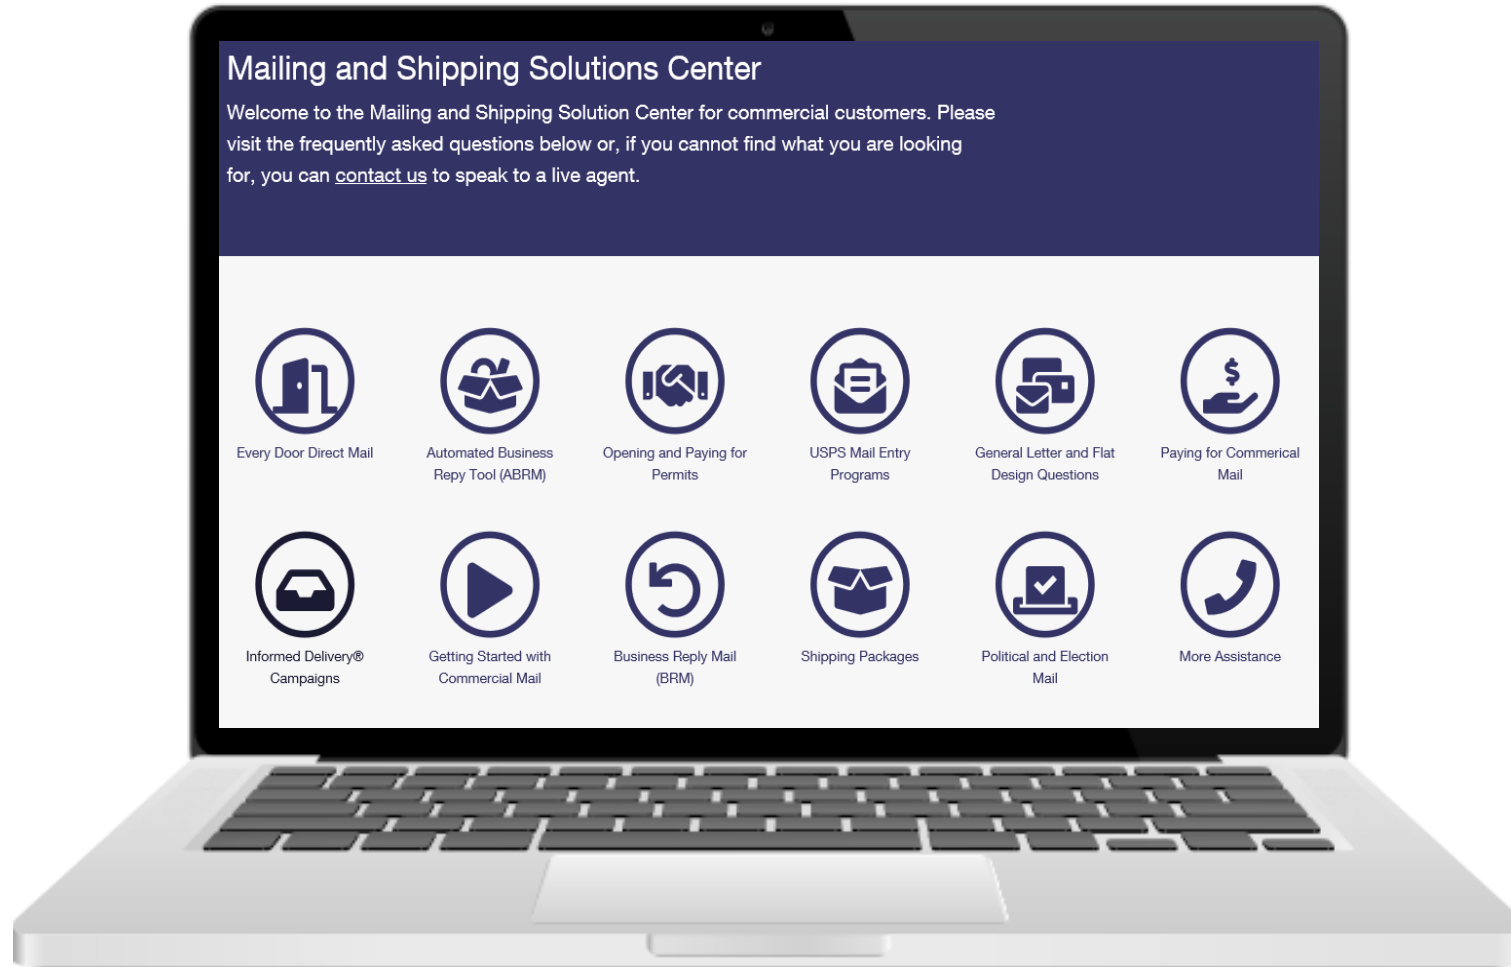 Mailing and Shipping Solutions Center
Welcome to the Mailing and Shipping Solution Center for commercial customers. Please
visit the frequently asked questions below or, if you cannot find what you are looking
for, you can contact us to speak to a live agent.
Every Door Direct Mail
Automated Business
Repy Tool (ABRM)
Opening and Paying for
Permits
USPS Mail Entry
Programs
General Letter and Flat
Design Questions
$
Paying for Commerical
Mail
Informed Delivery®
Campaigns
Getting Started with
Commercial Mail
Business Reply Mail
(BRM)
Shipping Packages
Political and Election
Mail
More Assistance